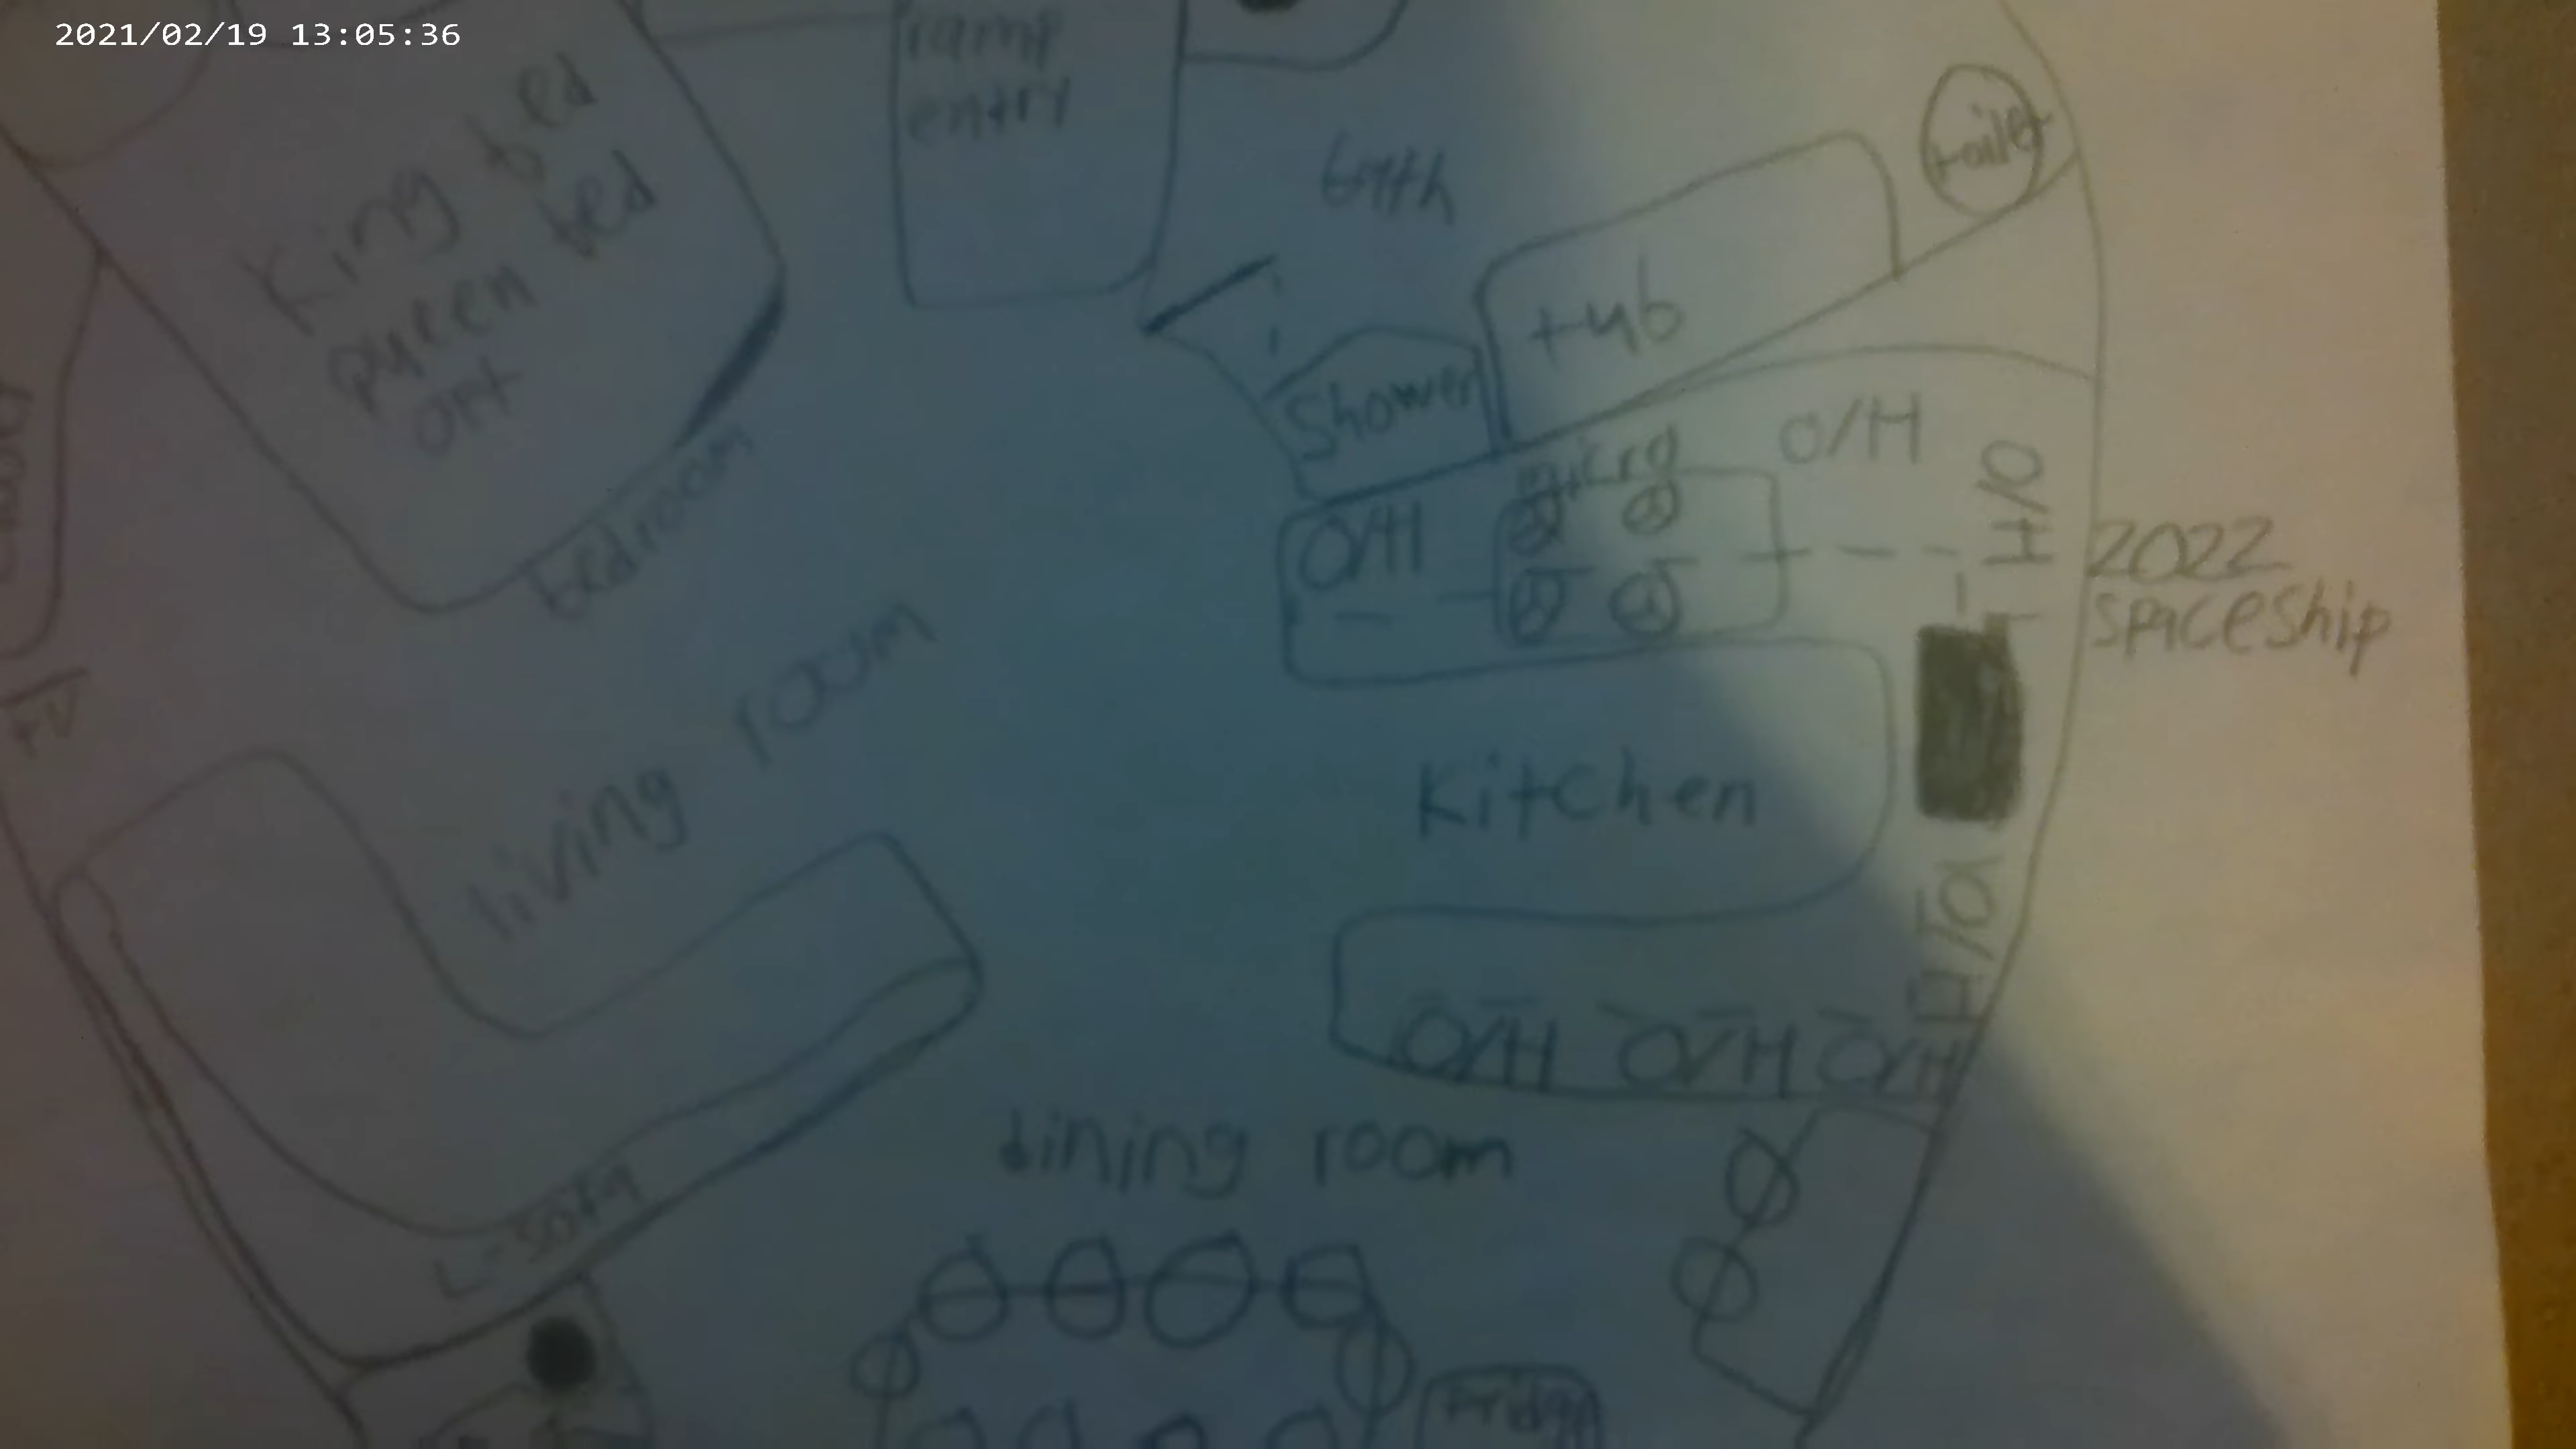 2021/02/19 13:05:36
ramp
entry
King bed
queen bed
ort
bedroom
bath
toilet
tub
Shower
micro
O/H
O/H
O/H
2022
spaceship
TV
living room
Kitchen
O/H
O/H O/H O/H
L-sofa
dining room
Fridge